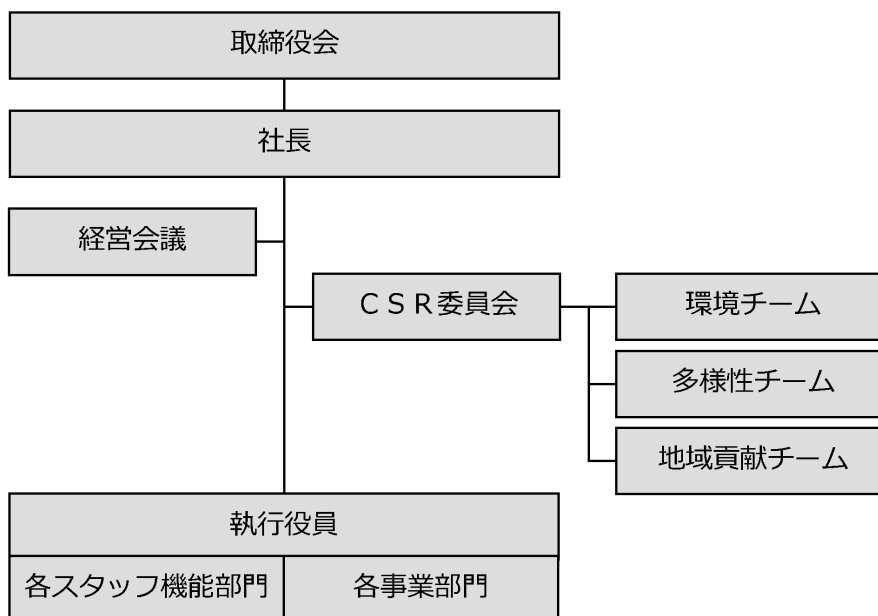 取締役会
社長
経営会議
ＣＳＲ委員会
環境チーム
多様性チーム
地域貢献チーム
執行役員
各スタッフ機能部門
各事業部門